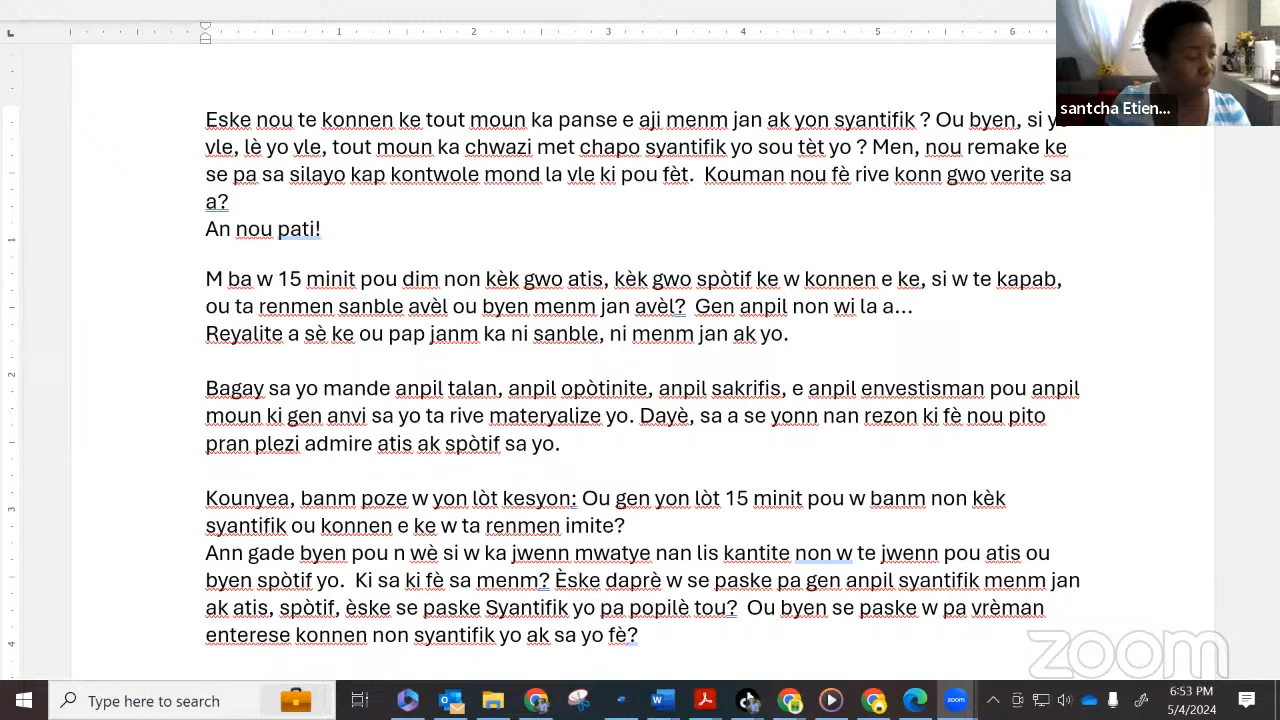 1 2 3 4 5 6
santcha Etien...
Eske nou te konnen ke tout moun ka panse e aji menm jan ak yon syantifik ? Ou byen, si
vle, lè yo vle, tout moun ka chwazi met chapo syantifik yo sou tèt yo ? Men, nou remake ke
se pa sa silayo kap kontwole mond la vle ki pou fèt. Kouman nou fè rive konn gwo verite sa
a?
An nou pati!
M ba w 15 minit pou dim non kèk gwo atis, kèk gwo spòtif ke w konnen e ke, si w te kapab,
ou ta renmen sanble avèl ou byen menm jan avèl? Gen anpil non wi la a...
Reyalite a sè ke ou pap janm ka ni sanble, ni menm jan ak yo.
Bagay sa yo mande anpil talan, anpil opòtinite, anpil sakrifis, e anpil envestisman pou anpil
moun ki gen anvi sa yo ta rive materyalize yo. Dayè, sa a se yonn nan rezon ki fè nou pito
pran plezi admire atis ak spòtif sa yo.
Kounyea, banm poze w yon lòt kesyon: Ou gen yon lòt 15 minit pou w banm non kèk
syantifik ou konnen e ke w ta renmen imite?
Ann gade byen pou n wè si w ka jwenn mwatye nan lis kantite non w te jwenn pou atis ou
byen spòtif yo. Ki sa ki fè sa menm? Èske daprè w se paske pa gen anpil syantifik menm jan
ak atis, spòtif, èske se paske Syantifik yo pa popilè tou? Ou byen se paske w pa vrèman
enterese konnen non syantifik yo ak sa yo fè?
zoom
1
2
3
4
Type here to search
zoom
6:53 PM
5/4/2024